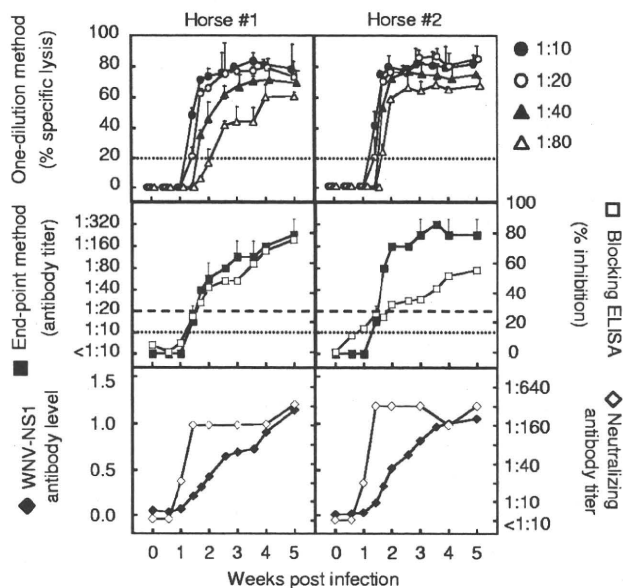 Horse #1
Horse #2
One-dilution method
(% specific lysis)
100
80
60
40
20
0
1:10
1:20
1:40
1:80
End-point method
(antibody titer)
1:320
1:160
1:80
1:40
1:20
1:10
<1:10
100
80
60
40
20
0
(% inhibition)
Blocking ELISA
WNV-NS1
antibody level
1.5
1.0
0.5
0.0
1:640
1:160
1:40
1:10
<1:10
Neutralizing
antibody titer
0 1 2 3 4 5
0 1 2 3 4 5
Weeks post infection